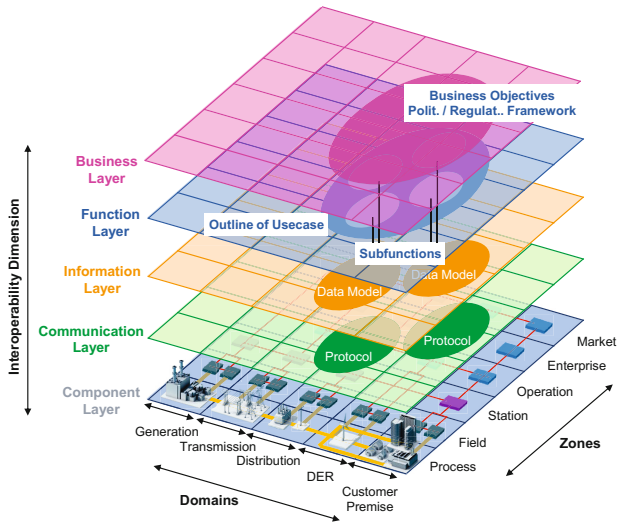 Business Objectives
Polit. / Regulat.. Framework
Business
Layer
Function
Layer
Outline of Usecase
Subfunctions
Information
Layer
Data Model
Data Model
Communication
Layer
Protocol
Protocol
Component
Layer
Interoperability Dimension
Market
Enterprise
Operation
Station
Field
Process
Zones
Generation
Transmission
Distribution
DER
Customer
Premise
Domains